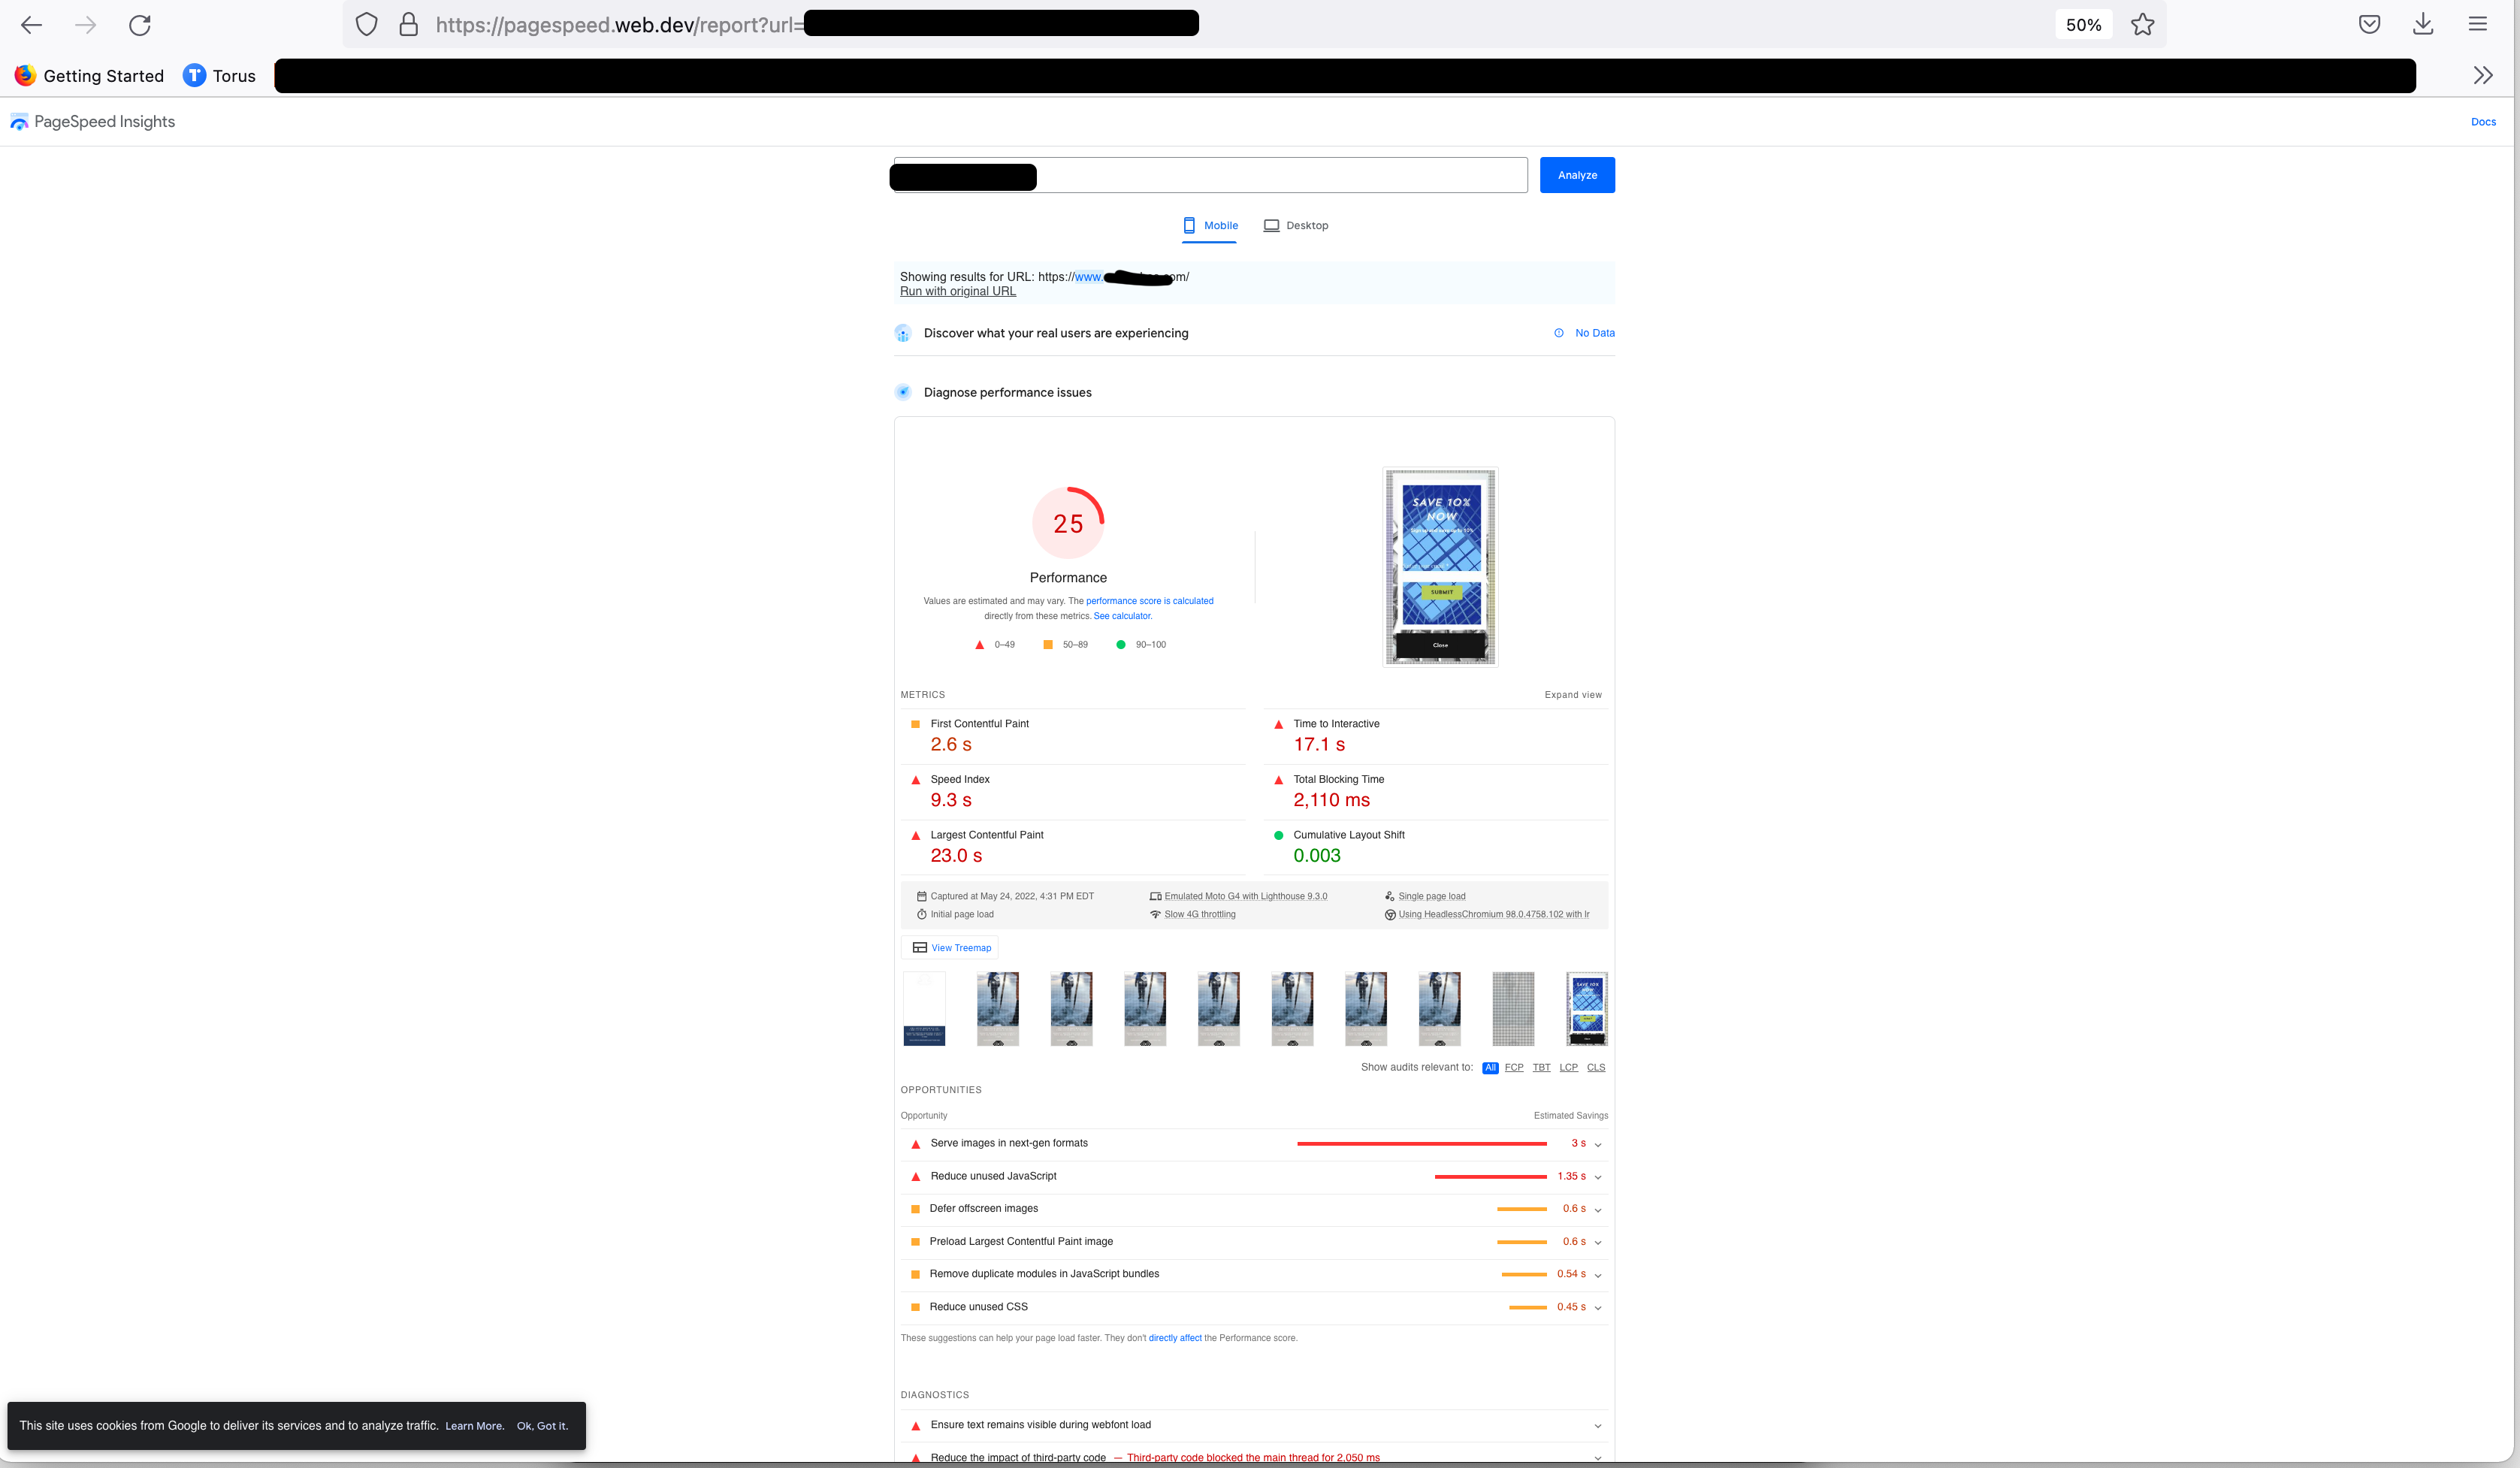 https://pagespeed.web.dev/report?url=
50%
Getting Started
Torus
PageSpeed Insights
Docs
Analyze
Mobile
Desktop
Showing results for URL: https://www. om/
Run with original URL
Discover what your real users are experiencing
No Data
Diagnose performance issues
25
SAVE 10%
NOW
SUBMIT
Close
Performance
Values are estimated and may vary. The performance score is calculated
directly from these metrics. See calculator.
0–49
50–89
90–100
METRICS
Expand view
First Contentful Paint
2.6 s
Time to Interactive
17.1 s
Speed Index
9.3 s
Total Blocking Time
2,110 ms
Largest Contentful Paint
23.0 s
Cumulative Layout Shift
0.003
Captured at May 24, 2022, 4:31 PM EDT
Emulated Moto G4 with Lighthouse 9.3.0
Single page load
Initial page load
Slow 4G throttling
Using HeadlessChromium 98.0.4758.102 with lr
View Treemap
SAVE 10%
NOW
Show audits relevant to: All FCP TBT LCP CLS
OPPORTUNITIES
Opportunity
Estimated Savings
Serve images in next-gen formats
3 s
Reduce unused JavaScript
1.35 s
Defer offscreen images
0.6 s
Preload Largest Contentful Paint image
0.6 s
Remove duplicate modules in JavaScript bundles
0.54 s
Reduce unused CSS
0.45 s
These suggestions can help your page load faster. They don't directly affect the Performance score.
DIAGNOSTICS
Ensure text remains visible during webfont load
Reduce the impact of third-party code — Third-party code blocked the main thread for 2,050 ms
This site uses cookies from Google to deliver its services and to analyze traffic. Learn More. Ok, Got it.